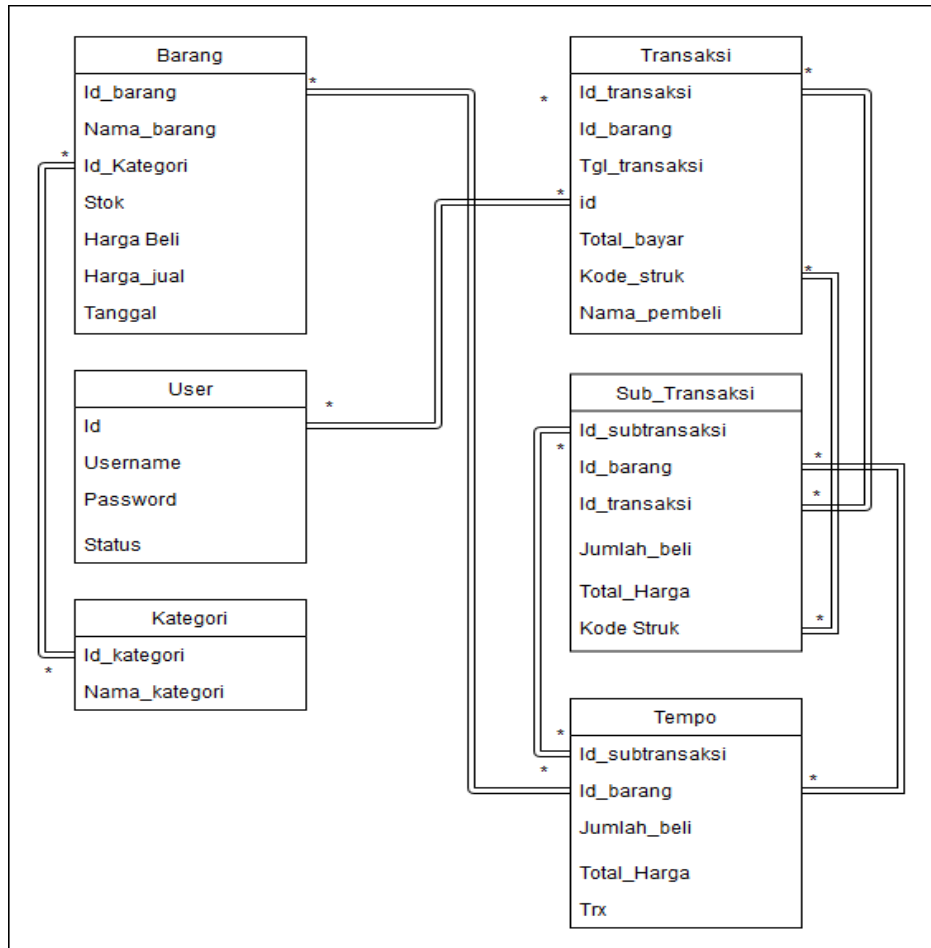 Barang
Id_barang
Nama_barang
Id_Kategori
Stok
Harga Beli
Harga_jual
Tanggal
*
*
User
Id
Username
Password
Status
*
Kategori
Id_kategori
Nama_kategori
*
Transaksi
Id_transaksi
Id_barang
Tgl_transaksi
id
Total_bayar
Kode_struk
Nama_pembeli
*
*
*
*
Sub_Transaksi
Id_subtransaksi
Id_barang
Id_transaksi
Jumlah_beli
Total_Harga
Kode Struk
*
*
*
*
Tempo
Id_subtransaksi
Id_barang
Jumlah_beli
Total_Harga
Trx
*
*
*